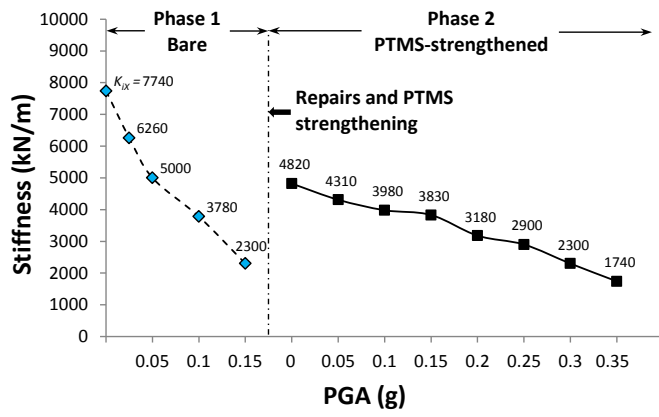 Phase 1
Bare
Phase 2
PTMS-strengthened
Stiffness (kN/m)
10000
9000
8000
7000
6000
5000
4000
3000
2000
1000
0
K_ix = 7740
6260
5000
3780
2300
Repairs and PTMS
strengthening
4820
4310
3980
3830
3180
2900
2300
1740
0.05 0.1 0.15 0 0.05 0.1 0.15 0.2 0.25 0.3 0.35
PGA (g)